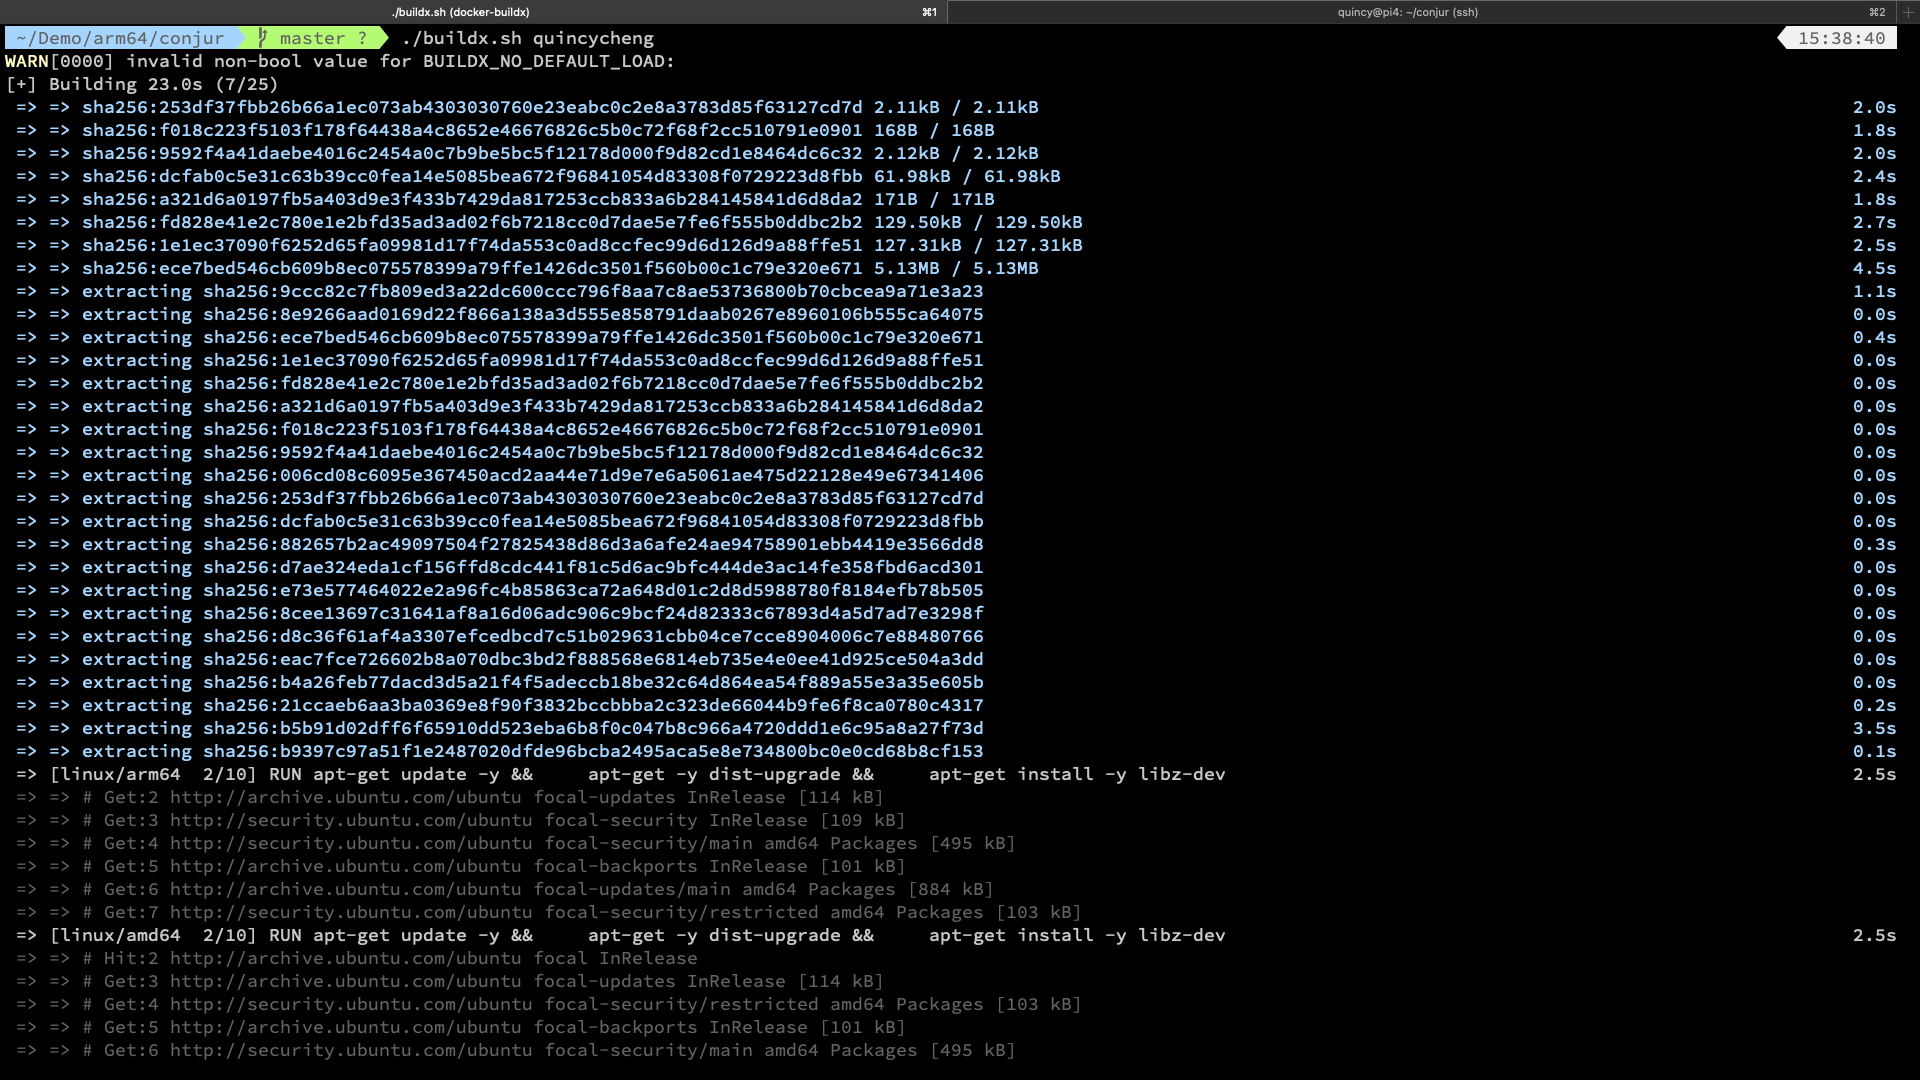 ./buildx.sh (docker-buildx) ⌘1 quincy@pi4: ~/conjur (ssh) ⌘2 +
~/Demo/arm64/conjur master ? ./buildx.sh quincycheng 15:38:40
WARN[0000] invalid non-bool value for BUILDX_NO_DEFAULT_LOAD:
[+] Building 23.0s (7/25)
=> => sha256:253df37fbb26b66a1ec073ab4303030760e23eabc0c2e8a3783d85f63127cd7d 2.11kB / 2.11kB 2.0s
=> => sha256:f018c223f5103f178f64438a4c8652e46676826c5b0c72f68f2cc510791e0901 168B / 168B 1.8s
=> => sha256:9592f4a41daebe4016c2454a0c7b9be5bc5f12178d000f9d82cd1e8464dc6c32 2.12kB / 2.12kB 2.0s
=> => sha256:dcfab0c5e31c63b39cc0fea14e5085bea672f96841054d83308f0729223d8fbb 61.98kB / 61.98kB 2.4s
=> => sha256:a321d6a0197fb5a403d9e3f433b7429da817253ccb833a6b284145841d6d8da2 171B / 171B 1.8s
=> => sha256:fd828e41e2c780e1e2bfd35ad3ad02f6b7218cc0d7dae5e7fe6f555b0ddbc2b2 129.50kB / 129.50kB 2.7s
=> => sha256:1e1ec37090f6252d65fa09981d17f74da553c0ad8ccfec99d6d126d9a88ffe51 127.31kB / 127.31kB 2.5s
=> => sha256:ece7bed546cb609b8ec075578399a79ffe1426dc3501f560b00c1c79e320e671 5.13MB / 5.13MB 4.5s
=> => extracting sha256:9ccc82c7fb809ed3a22dc600ccc796f8aa7c8ae53736800b70cbcea9a71e3a23 1.1s
=> => extracting sha256:8e9266aad0169d22f866a138a3d555e858791daab0267e8960106b555ca64075 0.0s
=> => extracting sha256:ece7bed546cb609b8ec075578399a79ffe1426dc3501f560b00c1c79e320e671 0.4s
=> => extracting sha256:1e1ec37090f6252d65fa09981d17f74da553c0ad8ccfec99d6d126d9a88ffe51 0.0s
=> => extracting sha256:fd828e41e2c780e1e2bfd35ad3ad02f6b7218cc0d7dae5e7fe6f555b0ddbc2b2 0.0s
=> => extracting sha256:a321d6a0197fb5a403d9e3f433b7429da817253ccb833a6b284145841d6d8da2 0.0s
=> => extracting sha256:f018c223f5103f178f64438a4c8652e46676826c5b0c72f68f2cc510791e0901 0.0s
=> => extracting sha256:9592f4a41daebe4016c2454a0c7b9be5bc5f12178d000f9d82cd1e8464dc6c32 0.0s
=> => extracting sha256:006cd08c6095e367450acd2aa44e71d9e7e6a5061ae475d22128e49e67341406 0.0s
=> => extracting sha256:253df37fbb26b66a1ec073ab4303030760e23eabc0c2e8a3783d85f63127cd7d 0.0s
=> => extracting sha256:dcfab0c5e31c63b39cc0fea14e5085bea672f96841054d83308f0729223d8fbb 0.0s
=> => extracting sha256:882657b2ac49097504f27825438d86d3a6afe24ae94758901ebb4419e3566dd8 0.3s
=> => extracting sha256:d7ae324eda1cf156ffd8cdc441f81c5d6ac9bfc444de3ac14fe358fbd6acd301 0.0s
=> => extracting sha256:e73e577464022e2a96fc4b85863ca72a648d01c2d8d5988780f8184efb78b505 0.0s
=> => extracting sha256:8cee13697c31641af8a16d06adc906c9bcf24d82333c67893d4a5d7ad7e3298f 0.0s
=> => extracting sha256:d8c36f61af4a3307efcedbcd7c51b029631cbb04ce7cce8904006c7e88480766 0.0s
=> => extracting sha256:eac7fce726602b8a070dbc3bd2f888568e6814eb735e4e0ee41d925ce504a3dd 0.0s
=> => extracting sha256:b4a26feb77dacd3d5a21f4f5adeccb18be32c64d864ea54f889a55e3a35e605b 0.0s
=> => extracting sha256:21ccaeb6aa3ba0369e8f90f3832bccbbba2c323de66044b9fe6f8ca0780c4317 0.2s
=> => extracting sha256:b5b91d02dff6f65910dd523eba6b8f0c047b8c966a4720ddd1e6c95a8a27f73d 3.5s
=> => extracting sha256:b9397c97a51f1e2487020dfde96bcba2495aca5e8e734800bc0e0cd68b8cf153 0.1s
=> [linux/arm64  2/10] RUN apt-get update -y &&     apt-get -y dist-upgrade &&     apt-get install -y libz-dev 2.5s
=> => # Get:2 http://archive.ubuntu.com/ubuntu focal-updates InRelease [114 kB]
=> => # Get:3 http://security.ubuntu.com/ubuntu focal-security InRelease [109 kB]
=> => # Get:4 http://security.ubuntu.com/ubuntu focal-security/main amd64 Packages [495 kB]
=> => # Get:5 http://archive.ubuntu.com/ubuntu focal-backports InRelease [101 kB]
=> => # Get:6 http://archive.ubuntu.com/ubuntu focal-updates/main amd64 Packages [884 kB]
=> => # Get:7 http://security.ubuntu.com/ubuntu focal-security/restricted amd64 Packages [103 kB]
=> [linux/amd64  2/10] RUN apt-get update -y &&     apt-get -y dist-upgrade &&     apt-get install -y libz-dev 2.5s
=> => # Hit:2 http://archive.ubuntu.com/ubuntu focal InRelease
=> => # Get:3 http://archive.ubuntu.com/ubuntu focal-updates InRelease [114 kB]
=> => # Get:4 http://security.ubuntu.com/ubuntu focal-security/restricted amd64 Packages [103 kB]
=> => # Get:5 http://archive.ubuntu.com/ubuntu focal-backports InRelease [101 kB]
=> => # Get:6 http://security.ubuntu.com/ubuntu focal-security/main amd64 Packages [495 kB]